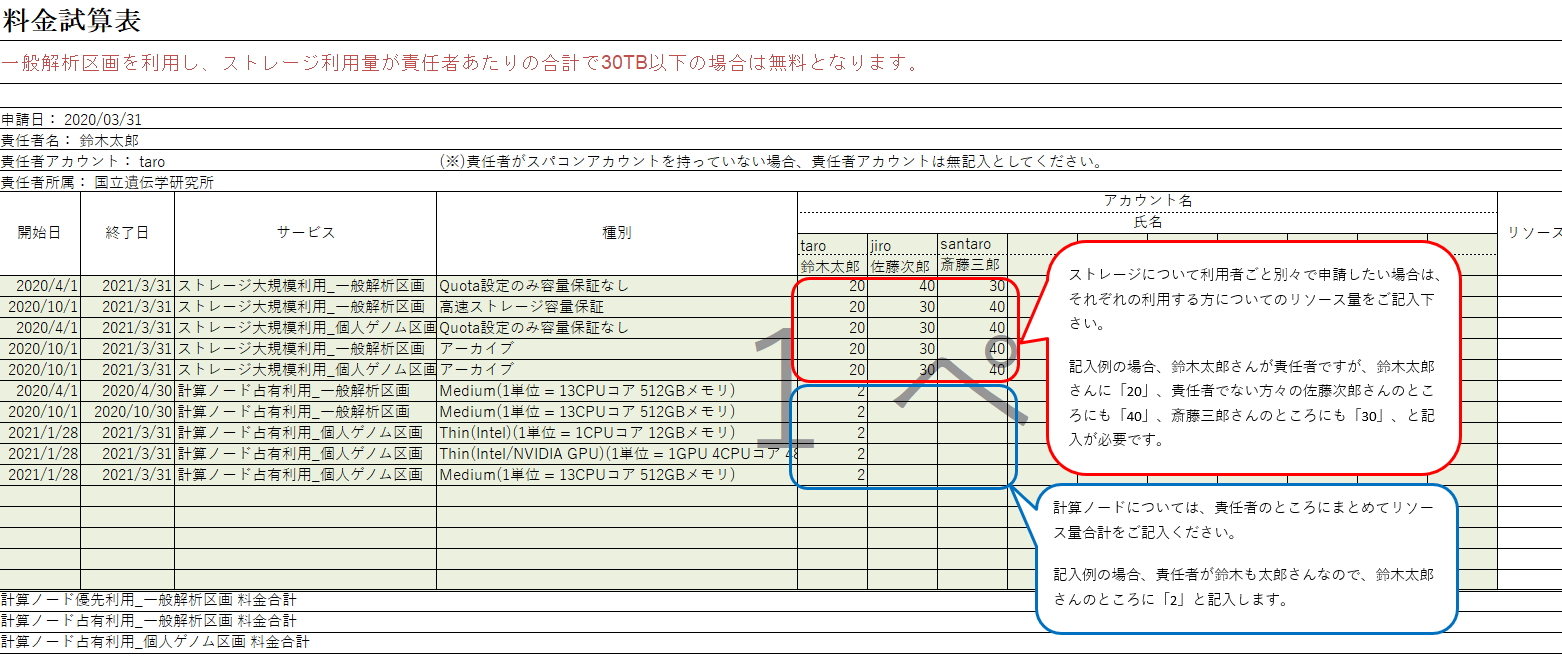 料金試算表
一般解析区画を利用し、ストレージ利用量が責任者あたりの合計で30TB以下の場合は無料となります。
申請日： 2020/03/31
責任者名： 鈴木太郎
責任者アカウント： taro (※)責任者がスパコンアカウントを持っていない場合、責任者アカウントは無記入としてください。
責任者所属： 国立遺伝学研究所
開始日 終了日 サービス 種別 アカウント名 リソース
氏名
taro jiro santaro
鈴木太郎 佐藤次郎 斎藤三郎
2020/4/1 2021/3/31 ストレージ大規模利用_一般解析区画 Quota設定のみ容量保証なし 20 40 30
2020/10/1 2021/3/31 ストレージ大規模利用_一般解析区画 高速ストレージ容量保証 20 30 40
2020/4/1 2021/3/31 ストレージ大規模利用_個人ゲノム区画 Quota設定のみ容量保証なし 20 30 40
2020/10/1 2021/3/31 ストレージ大規模利用_一般解析区画 アーカイブ 20 30 40
2020/10/1 2021/3/31 ストレージ大規模利用_個人ゲノム区画 アーカイブ 20 30 40
2020/4/1 2020/4/30 計算ノード占有利用_一般解析区画 Medium(1単位 = 13CPUコア 512GBメモリ) 2
2020/10/1 2020/10/30 計算ノード占有利用_一般解析区画 Medium(1単位 = 13CPUコア 512GBメモリ) 2
2021/1/28 2021/3/31 計算ノード占有利用_個人ゲノム区画 Thin(Intel)(1単位 = 1CPUコア 12GBメモリ) 2
2021/1/28 2021/3/31 計算ノード占有利用_個人ゲノム区画 Thin(Intel/NVIDIA GPU)(1単位 = 1GPU 4CPUコア 2
2021/1/28 2021/3/31 計算ノード占有利用_個人ゲノム区画 Medium(1単位 = 13CPUコア 512GBメモリ) 2
1 ペ
ストレージについて利用者ごと別々で申請したい場合は、
それぞれの利用する方についてのリソース量をご記入下
さい。
記入例の場合、鈴木太郎さんが責任者ですが、鈴木太郎
さんに「20」、責任者でない方々の佐藤次郎さんのとこ
ろにも「40」、斎藤三郎さんのところにも「30」、と記
入が必要です。
計算ノードについては、責任者のところにまとめてリソー
ス量合計をご記入ください。
記入例の場合、責任者が鈴木も太郎さんなので、鈴木太郎
さんのところに「2」と記入します。
計算ノード優先利用_一般解析区画 料金合計
計算ノード占有利用_一般解析区画 料金合計
計算ノード占有利用_個人ゲノム区画 料金合計